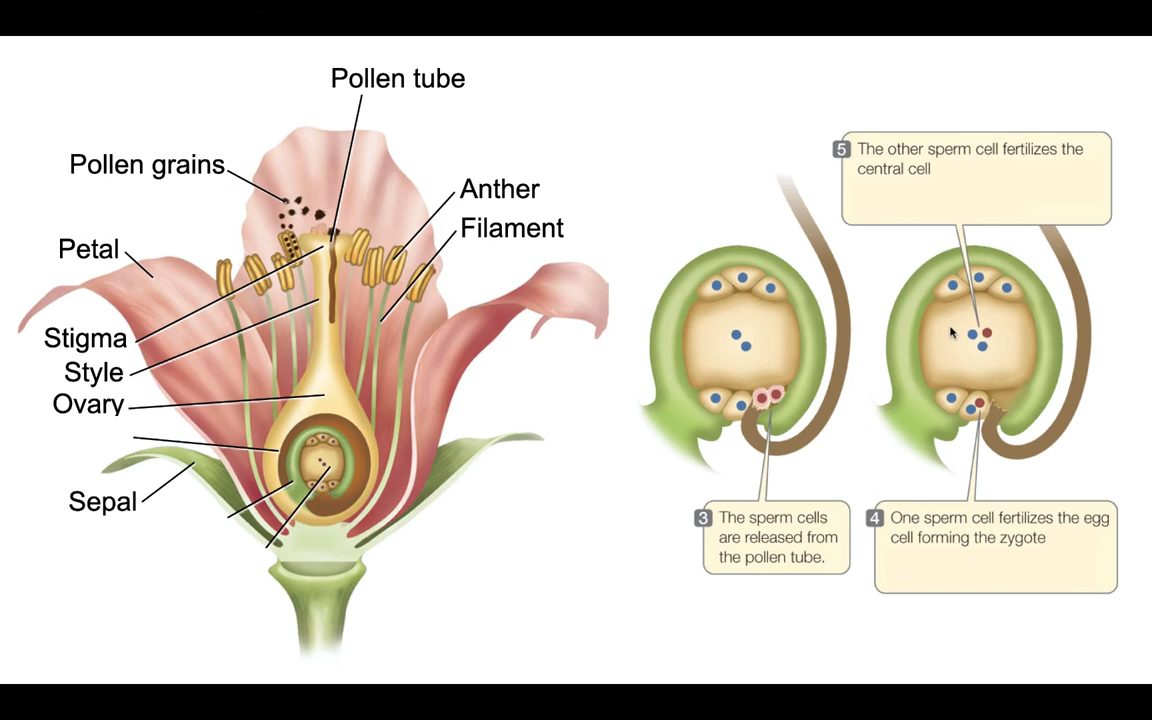 Pollen tube
Pollen grains
Anther
Filament
Petal
Stigma
Style
Ovary
Sepal
5 The other sperm cell fertilizes the
central cell
3 The sperm cells
are released from
the pollen tube.
4 One sperm cell fertilizes the egg
cell forming the zygote